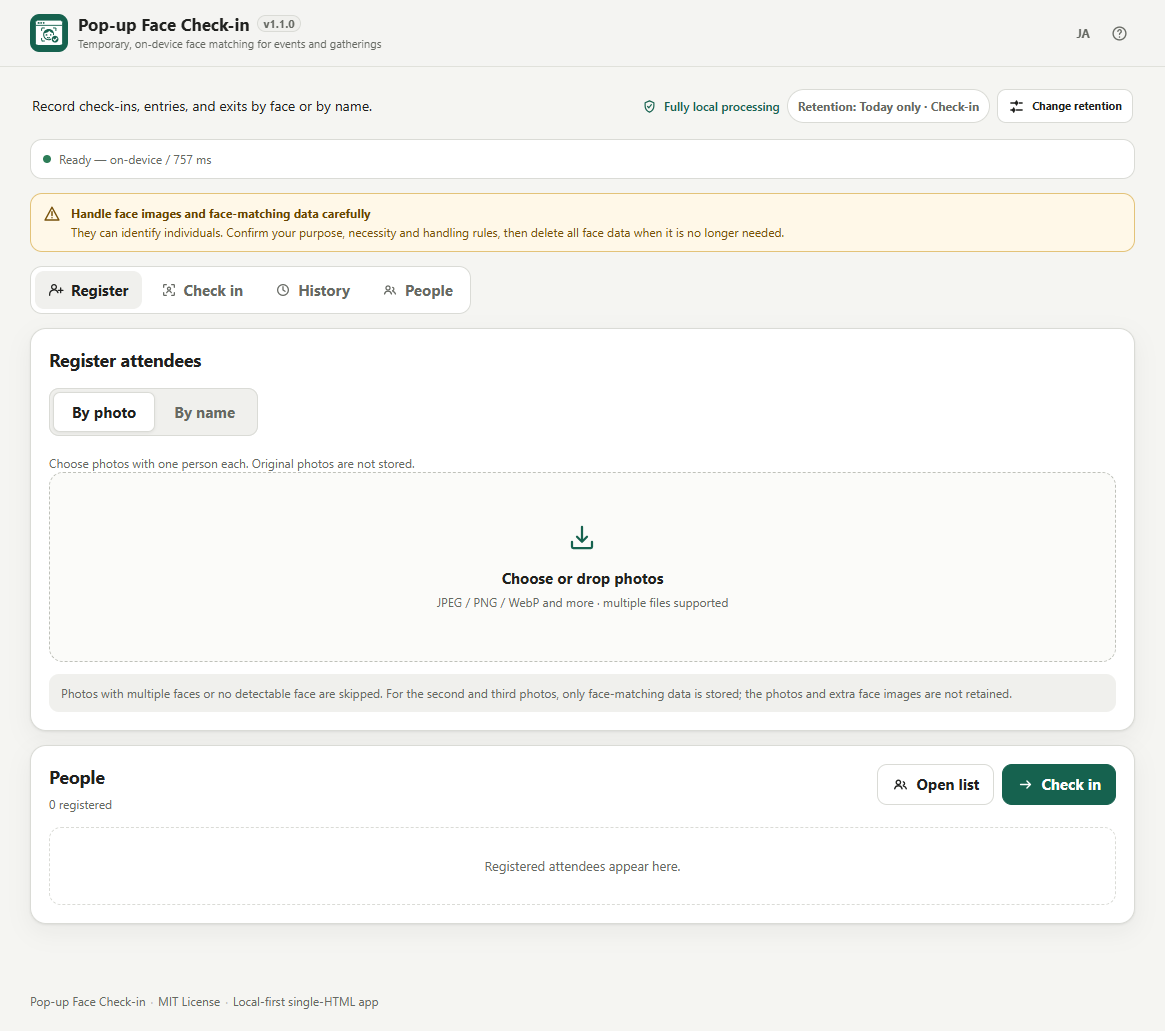 Pop-up Face Check-in v1.1.0
Temporary, on-device face matching for events and gatherings
JA
Record check-ins, entries, and exits by face or by name.
Fully local processing
Retention: Today only · Check-in
Change retention
Ready — on-device / 757 ms
Handle face images and face-matching data carefully
They can identify individuals. Confirm your purpose, necessity and handling rules, then delete all face data when it is no longer needed.
Register
Check in
History
People
Register attendees
By photo
By name
Choose photos with one person each. Original photos are not stored.
Choose or drop photos
JPEG / PNG / WebP and more · multiple files supported
Photos with multiple faces or no detectable face are skipped. For the second and third photos, only face-matching data is stored; the photos and extra face images are not retained.
People
0 registered
Open list
Check in
Registered attendees appear here.
Pop-up Face Check-in · MIT License · Local-first single-HTML app